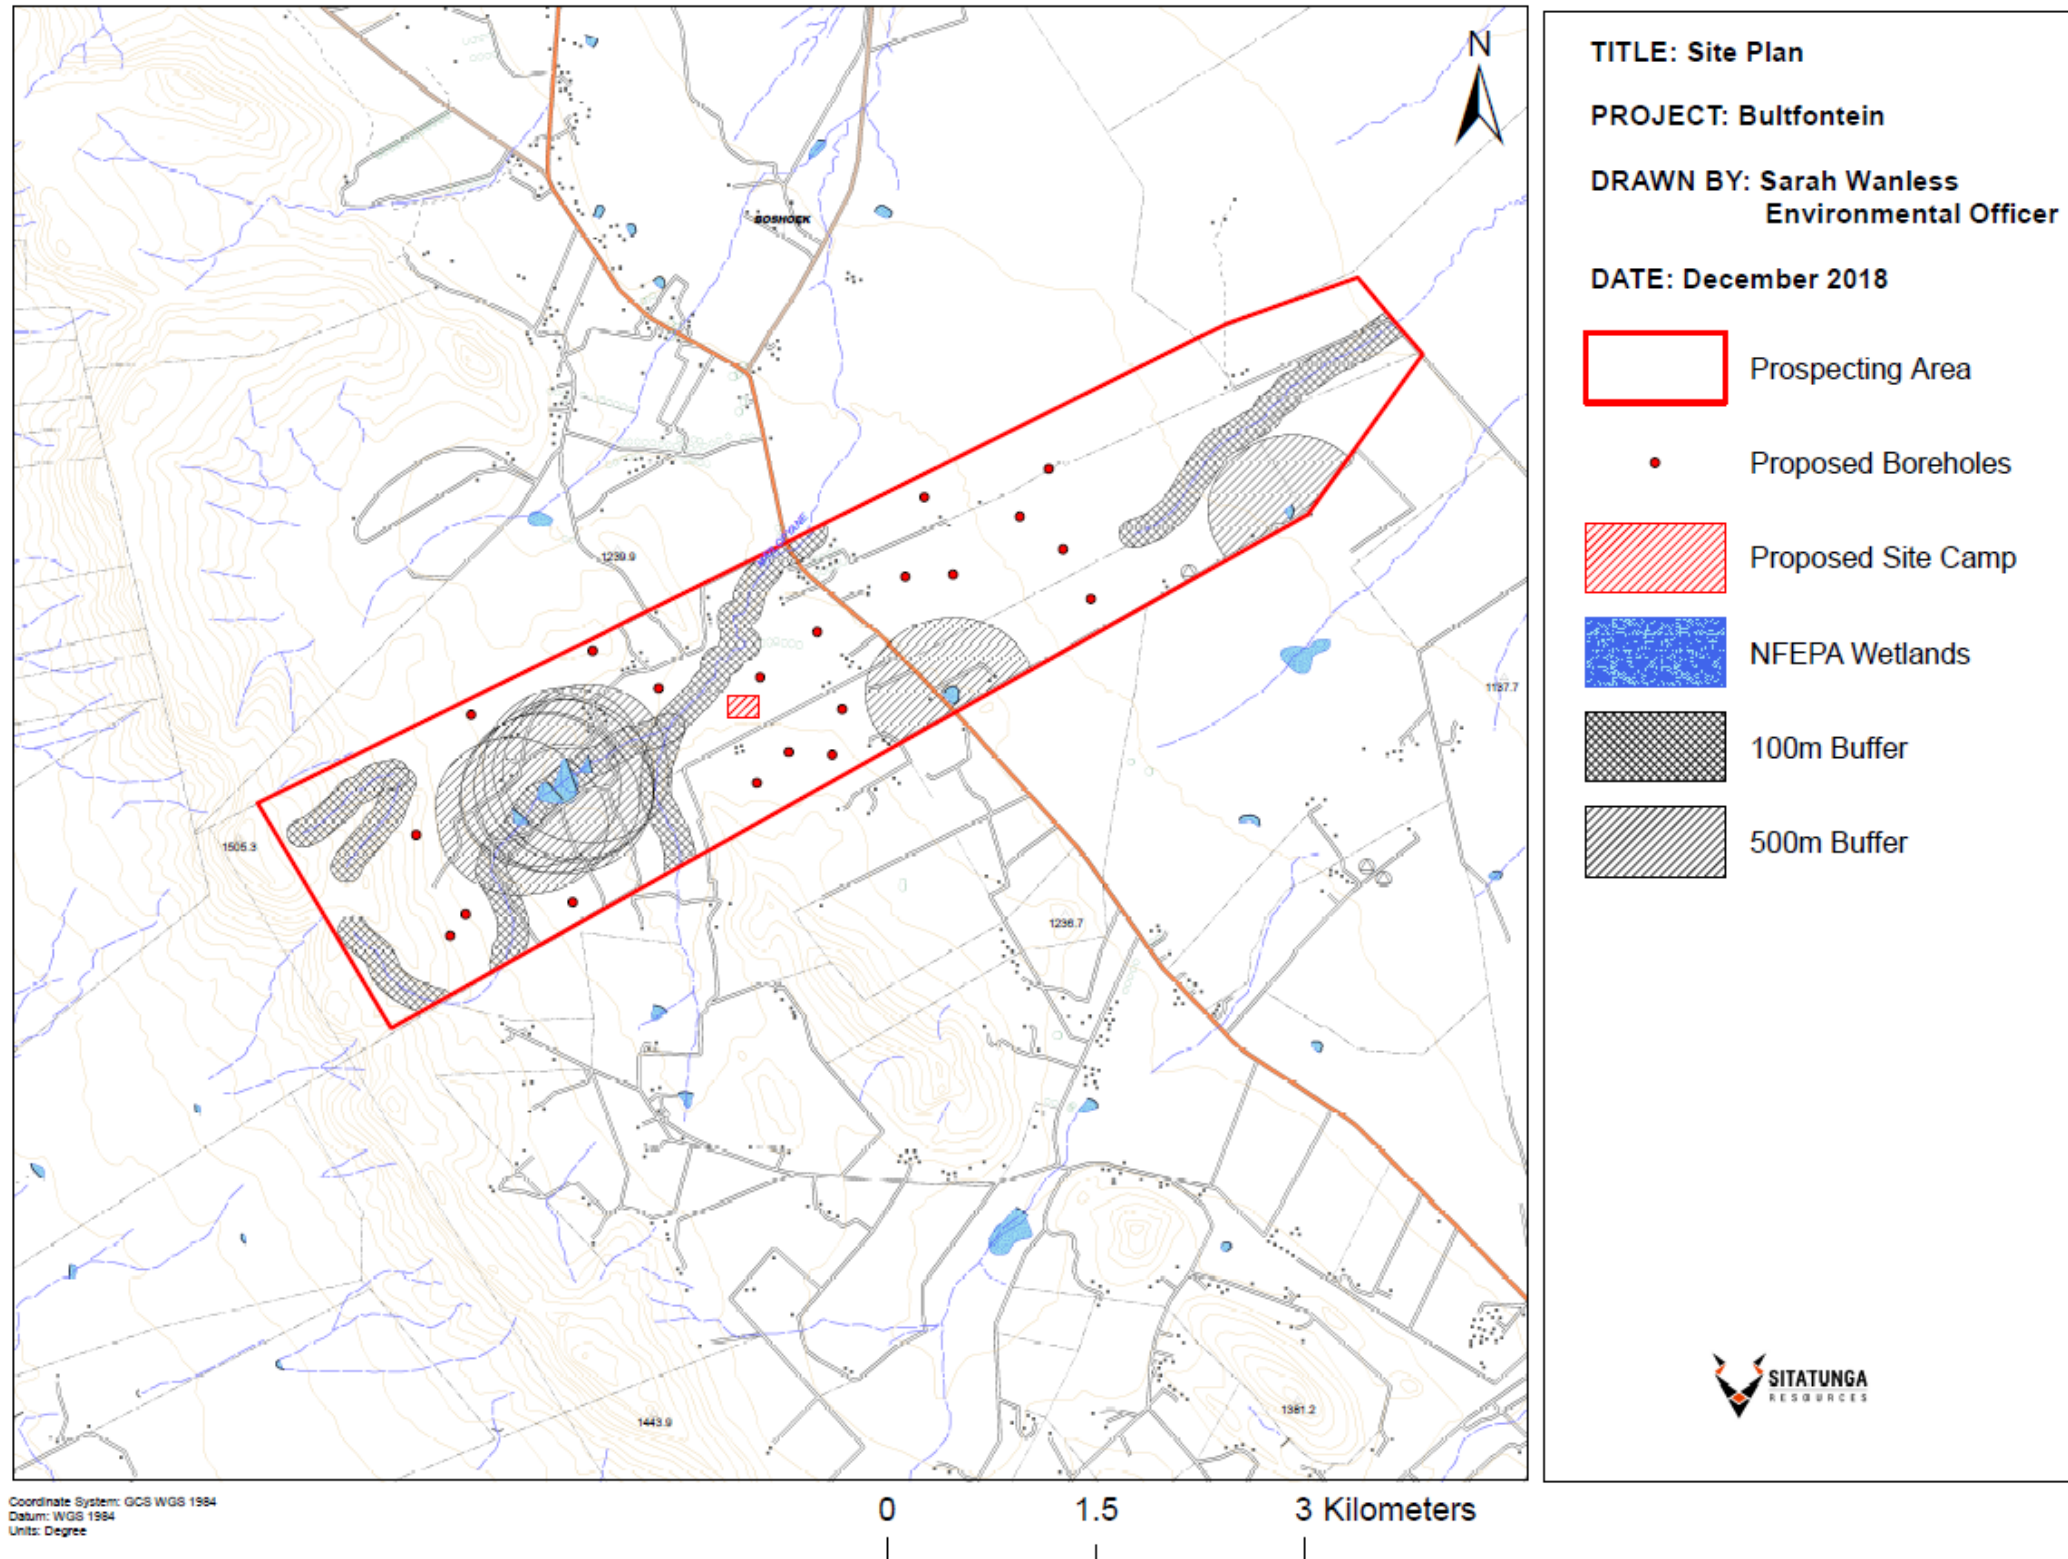 N
BOSHOEK
1239.9
1505.3
1236.7
1137.7
1443.9
1381.2
TITLE: Site Plan
PROJECT: Bultfontein
DRAWN BY: Sarah Wanless
Environmental Officer
DATE: December 2018
Prospecting Area
Proposed Boreholes
Proposed Site Camp
NFEPA Wetlands
100m Buffer
500m Buffer
SITATUNGA
RESOURCES
Coordinate System: GCS WGS 1984
Datum: WGS 1984
Units: Degree
0 1.5 3 Kilometers